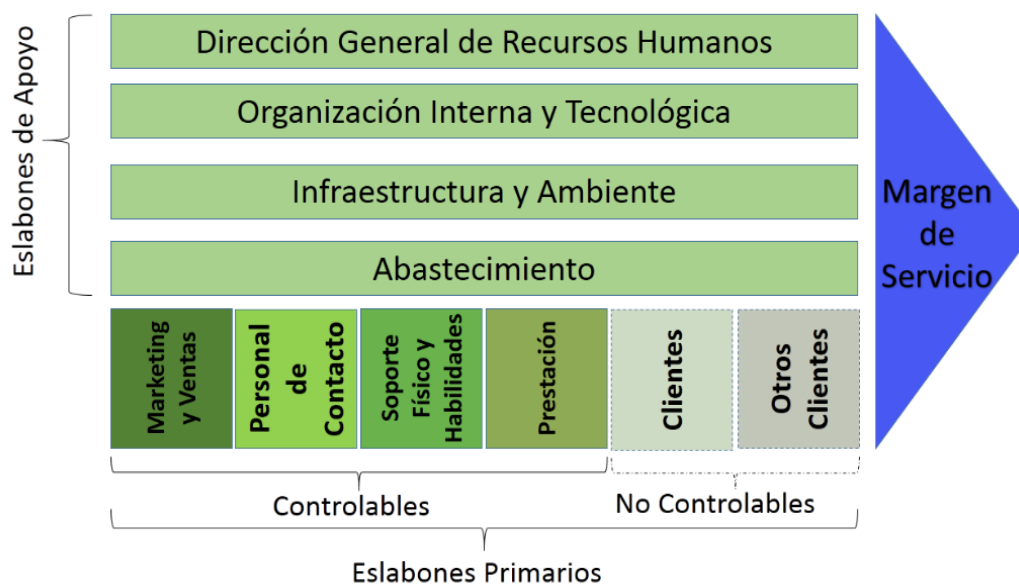 Eslabones de Apoyo
Dirección General de Recursos Humanos
Organización Interna y Tecnológica
Infraestructura y Ambiente
Abastecimiento
Margen
de
Servicio
Marketing
y Ventas
Personal
de
Contacto
Soporte
Físico y
Habilidades
Prestación
Clientes
Otros
Clientes
Controlables
No Controlables
Eslabones Primarios